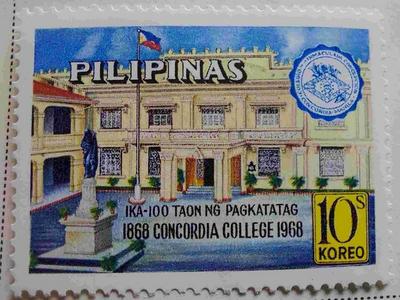 PILIPINAS
IKA-100 TAON NG PAGKATATAG
1868 CONCORDIA COLLEGE 1968
10s
KOREO